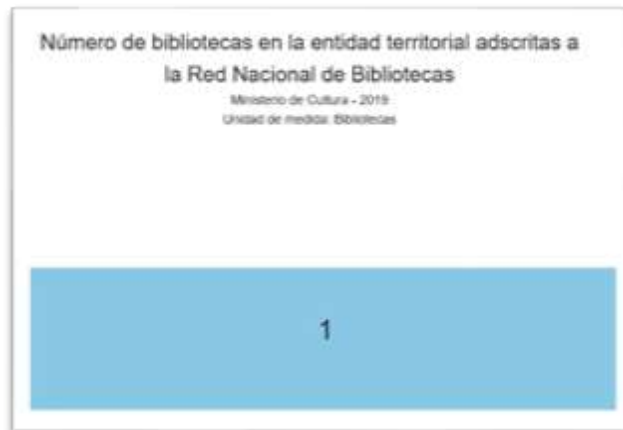 Número de bibliotecas en la entidad territorial adscritas a
la Red Nacional de Bibliotecas
Ministerio de Cultura - 2019
Unidad de medida: Bibliotecas
1